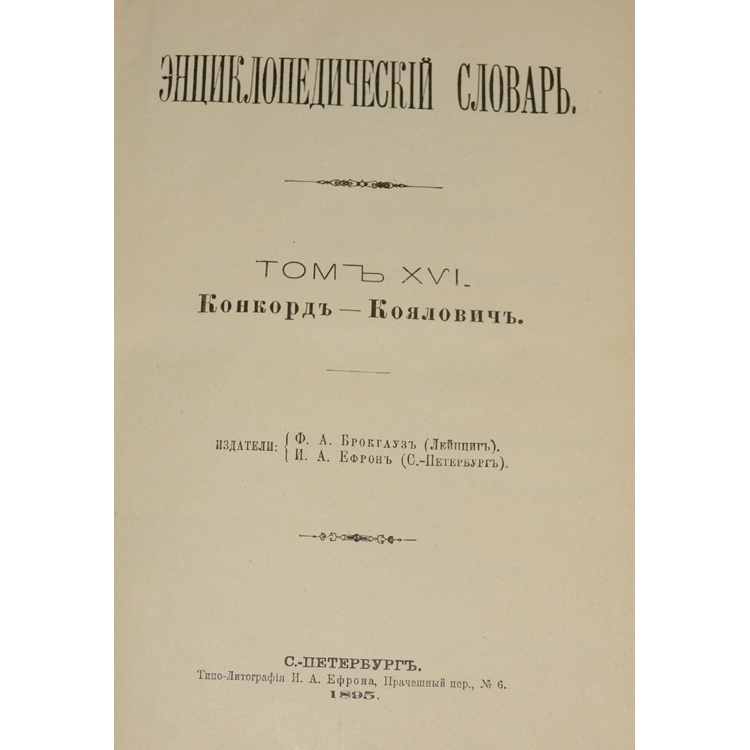 ЭНЦИКЛОПЕДИЧЕСКІЙ СЛОВАРЬ.
ТОМЪ XVI.
Конкордъ — Коялович​ъ.
ИЗДАТЕЛИ: { Ф. А. Брокгаузъ (Лейпцигъ).
И. А. Ефронъ (С.-Петербургъ).
С.-ПЕТЕРБУРГЪ.
Типо-Литографія И. А. Ефрона, Прачешный пер., № 6.
1895.